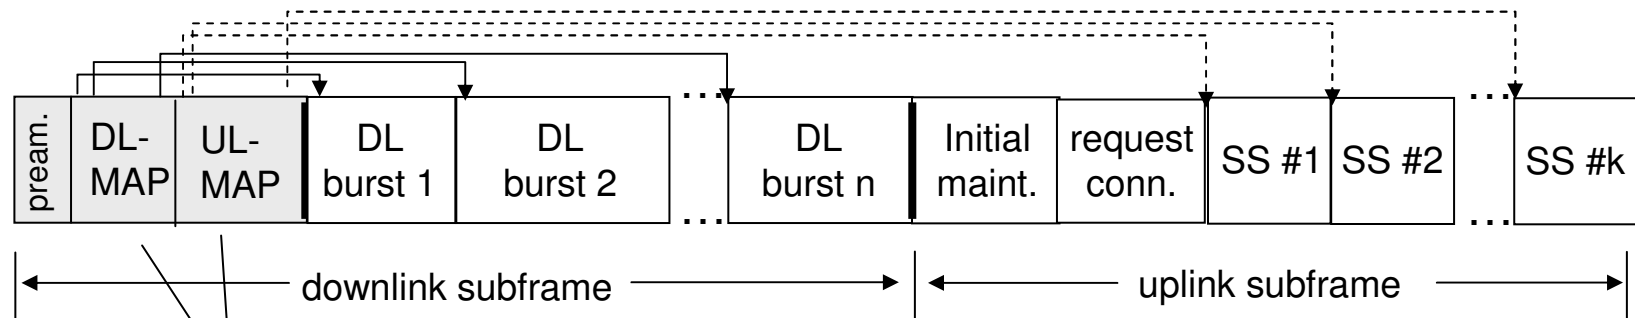 ...
...
pream.
DL-
MAP
UL-
MAP
DL
burst 1
DL
burst 2
DL
burst n
Initial
maint.
request
conn.
SS #1
SS #2
SS #k
...
...
downlink subframe
uplink subframe